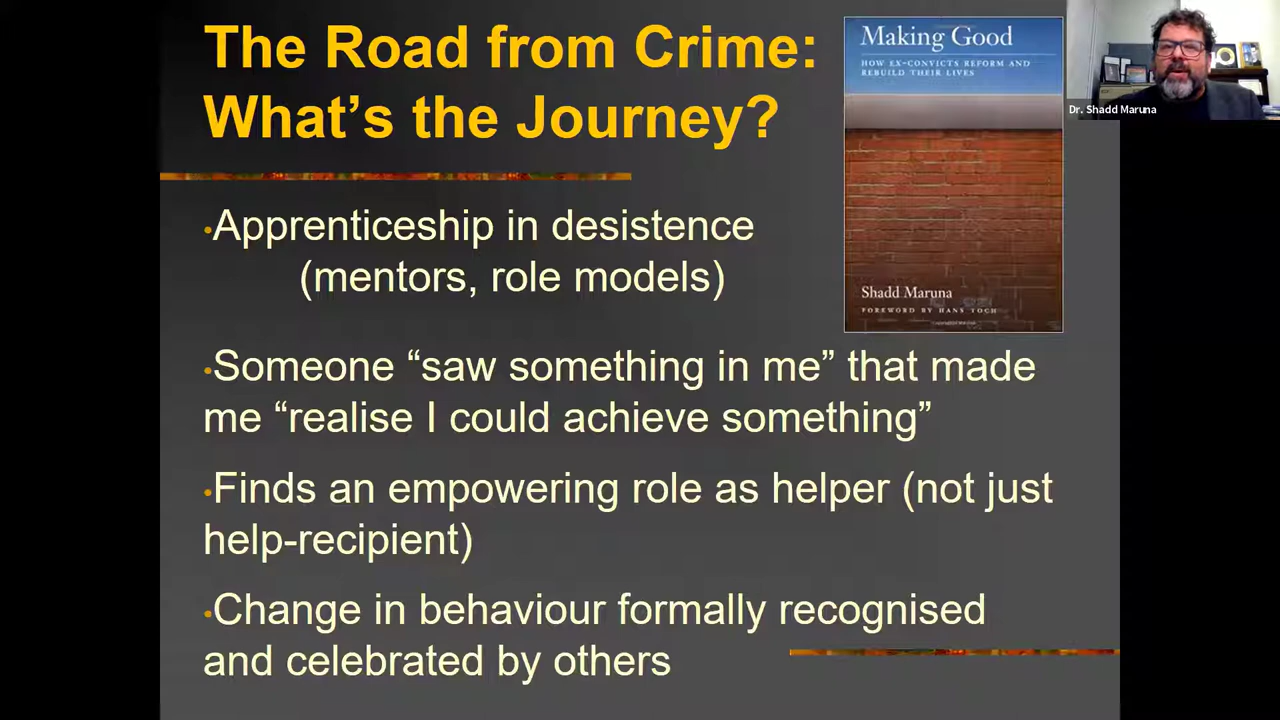 The Road from Crime:
What's the Journey?
•Apprenticeship in desistence
(mentors, role models)
•Someone “saw something in me” that made
me “realise I could achieve something”
•Finds an empowering role as helper (not just
help-recipient)
•Change in behaviour formally recognised
and celebrated by others
Making Good
HOW EX-CONVICTS REFORM AND
REBUILD THEIR LIVES
Shadd Maruna
FOREWORD BY HANS TOCH
Dr. Shadd Maruna